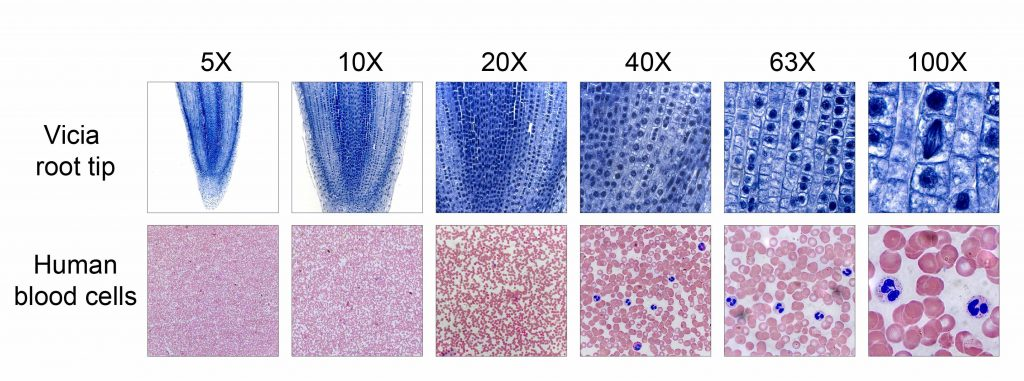 5X 10X 20X 40X 63X 100X
Vicia
root tip
Human
blood cells